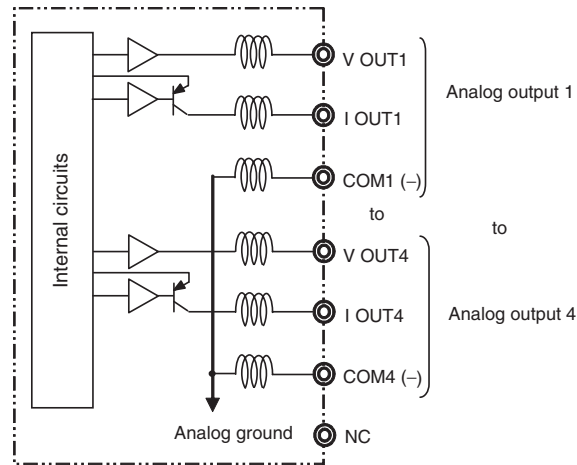 Internal circuits
V OUT1
I OUT1
COM1 (−)
Analog output 1
to
to
V OUT4
I OUT4
COM4 (−)
Analog output 4
Analog ground
NC